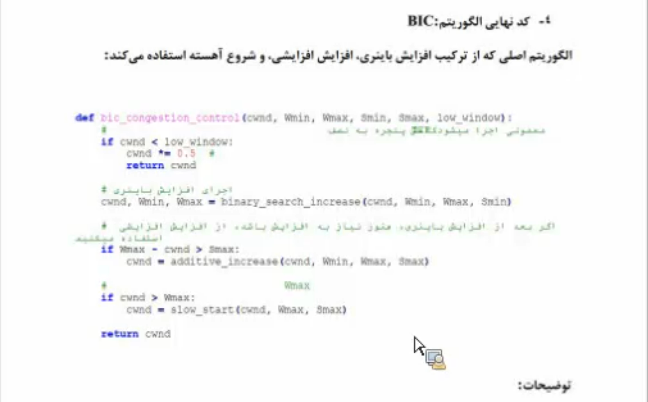 ٤- کد نهایی الگوریتم BIC:
الگوریتم اصلی که از ترکیب افزایش باینری، افزایش افزایشی، و شروع آهسته استفاده می‌کند:
def bic_congestion_control(cwnd, Wmin, Wmax, Smin, Smax, low_window):
# معمولی اجرا میشود پنجره به نصف
if cwnd < low_window:
cwnd *= 0.5 #
return cwnd
# اجرای افزایش باینری
cwnd, Wmin, Wmax = binary_search_increase(cwnd, Wmin, Wmax, Smin)
# اگر بعد از افزایش باینری، هنوز نیاز به افزایش باشد، از افزایش افزایشی
استفاده میکنید
if Wmax - cwnd > Smax:
cwnd = additive_increase(cwnd, Wmin, Wmax, Smax)
# Wmax
if cwnd > Wmax:
cwnd = slow_start(cwnd, Wmax, Smax)
return cwnd
توضیحات: